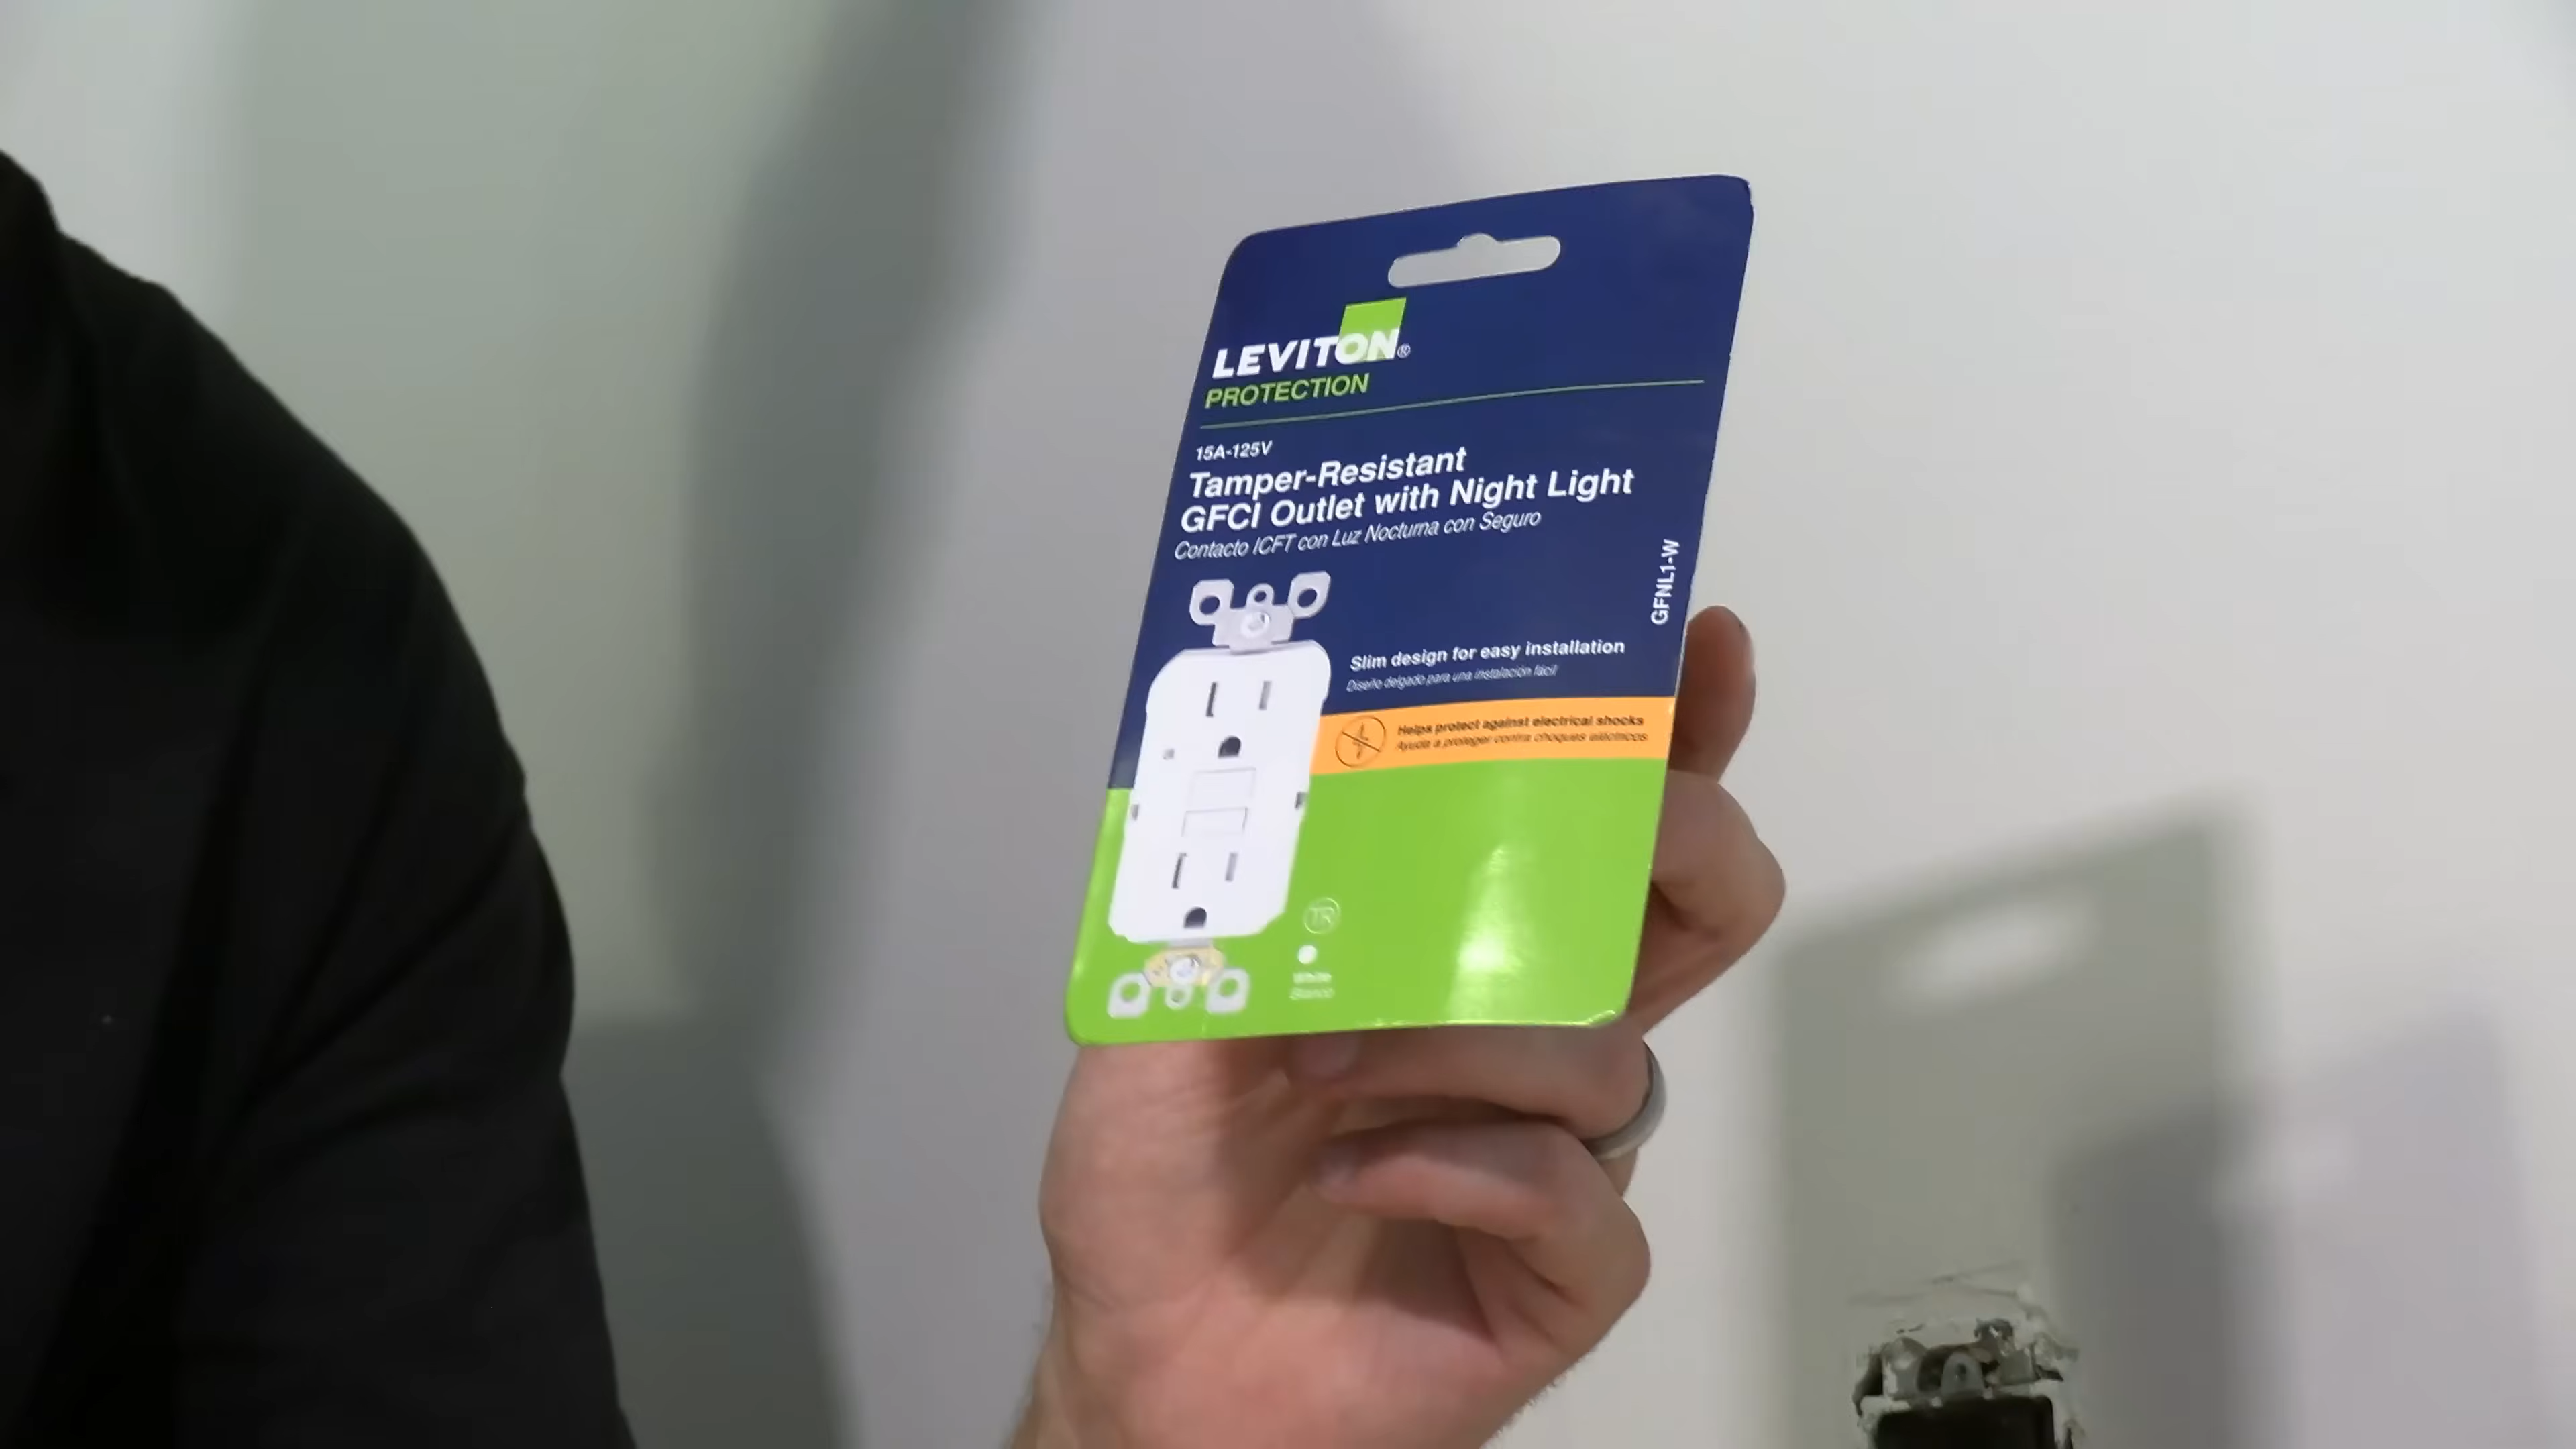 LEVITON®
PROTECTION
15A-125V
Tamper-Resistant
GFCI Outlet with Night Light
Contacto ICFT con Luz Nocturna con Seguro
GFNL1-W
Slim design for easy installation
Diseño delgado para una instalación fácil
Helps protect against electrical shocks
Ayuda a proteger contra choques eléctricos
TR
White
Blanco